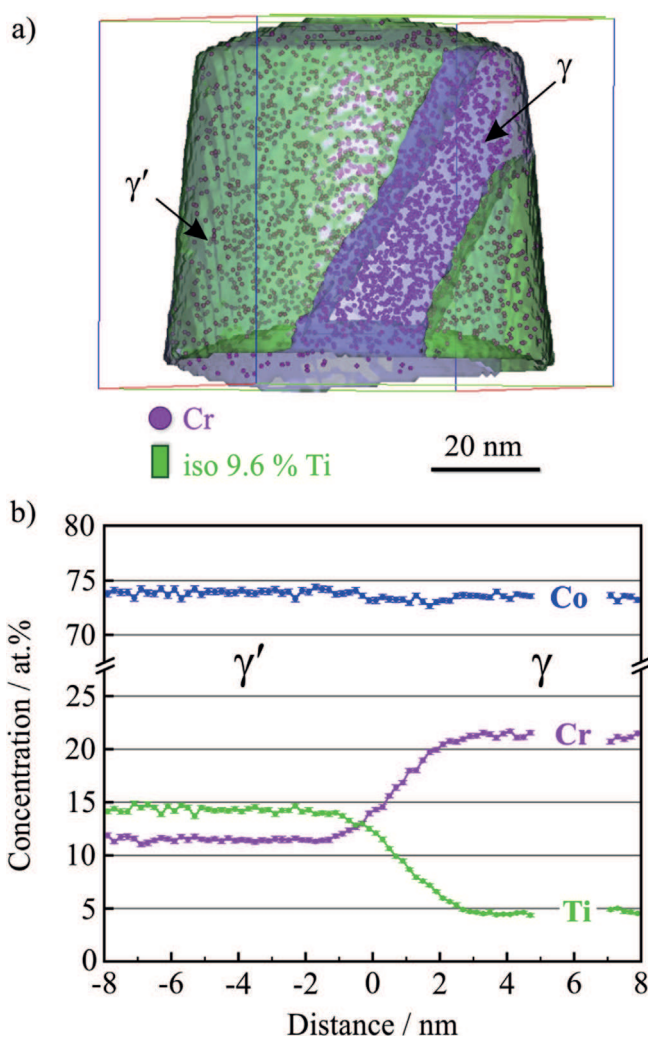 a)
γ
γ′
Cr
iso 9.6 % Ti
20 nm
b)
Concentration / at.%
80
75
70
25
20
15
10
5
0
Co
γ′
γ
Cr
Ti
-8 -6 -4 -2 0 2 4 6 8
Distance / nm